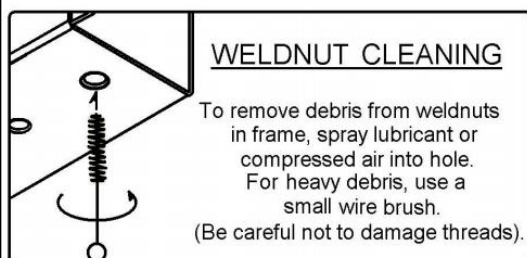 WELDNUT CLEANING
To remove debris from weldnuts
in frame, spray lubricant or
compressed air into hole.
For heavy debris, use a
small wire brush.
(Be careful not to damage threads).